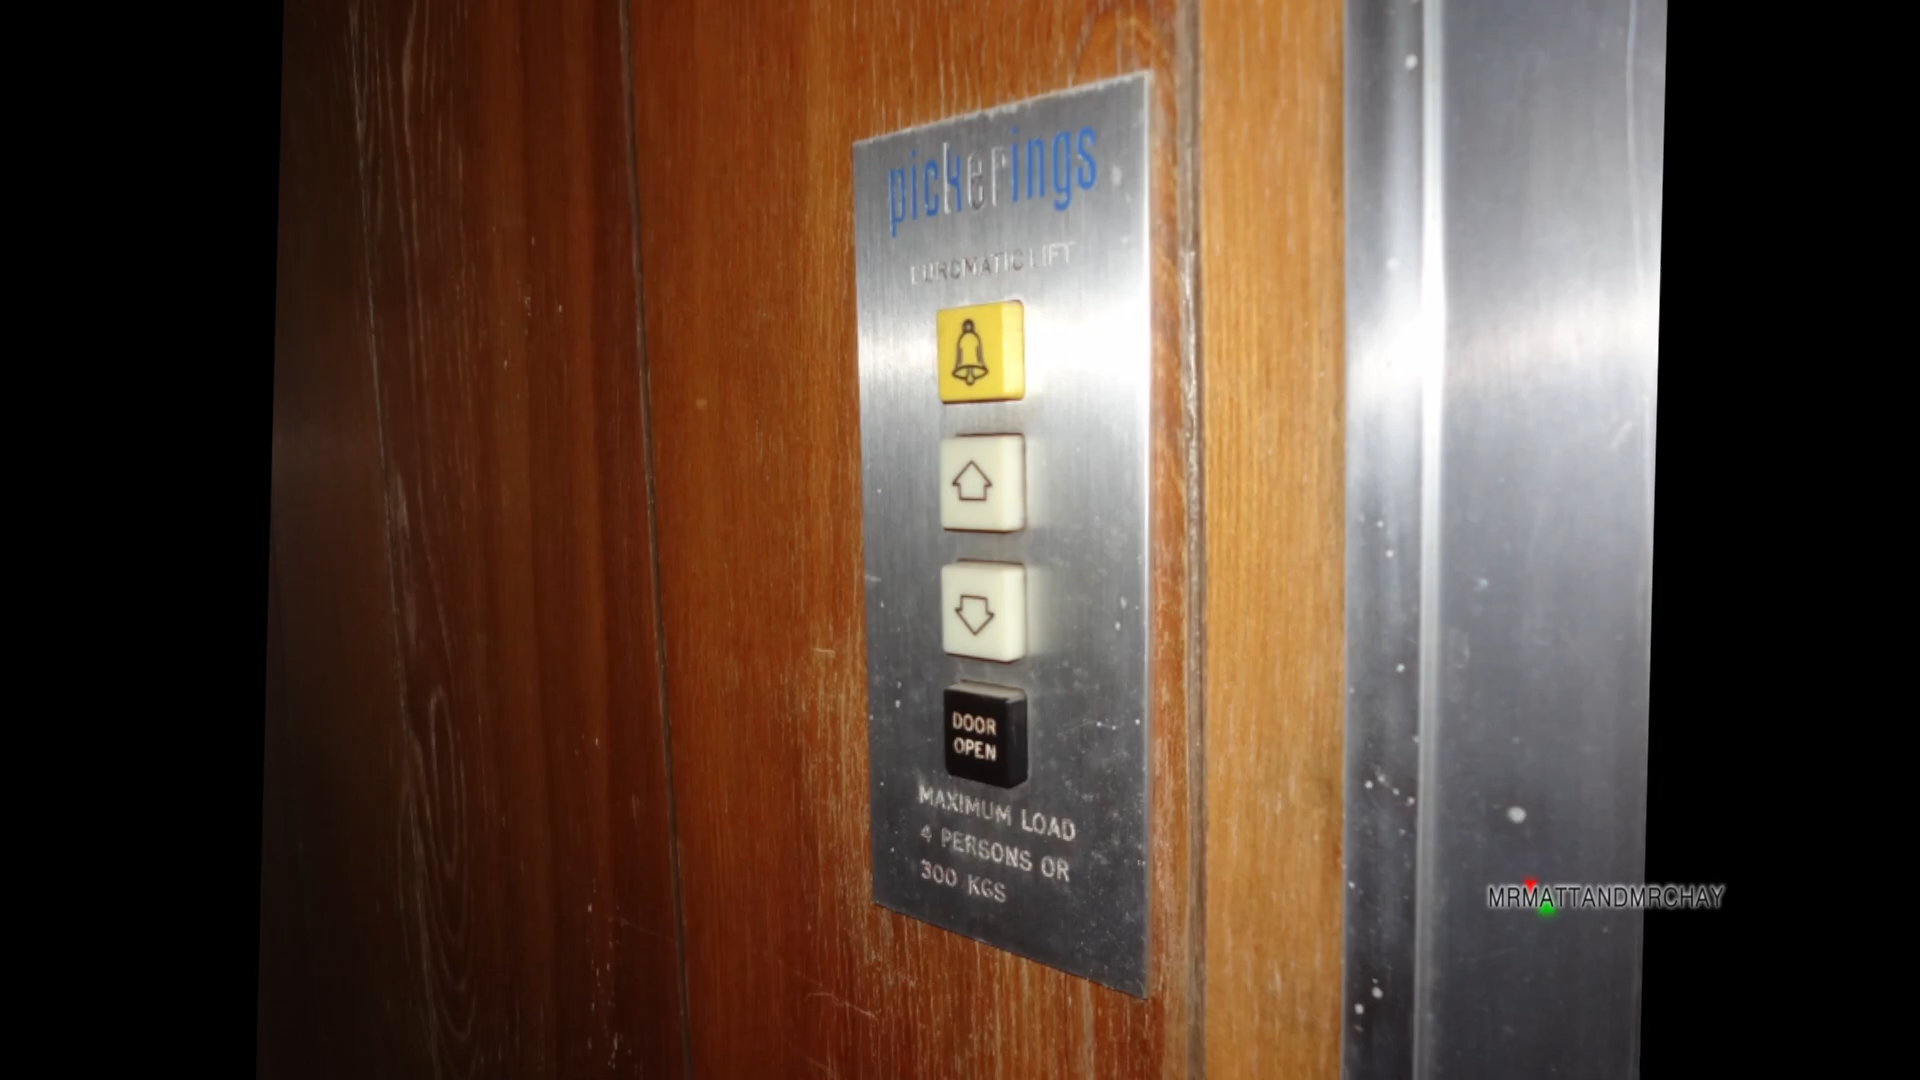 pickerings
EUROMATIC LIFT
DOOR
OPEN
MAXIMUM LOAD
4 PERSONS OR
300 KGS
MRMATTANDMRCHAY